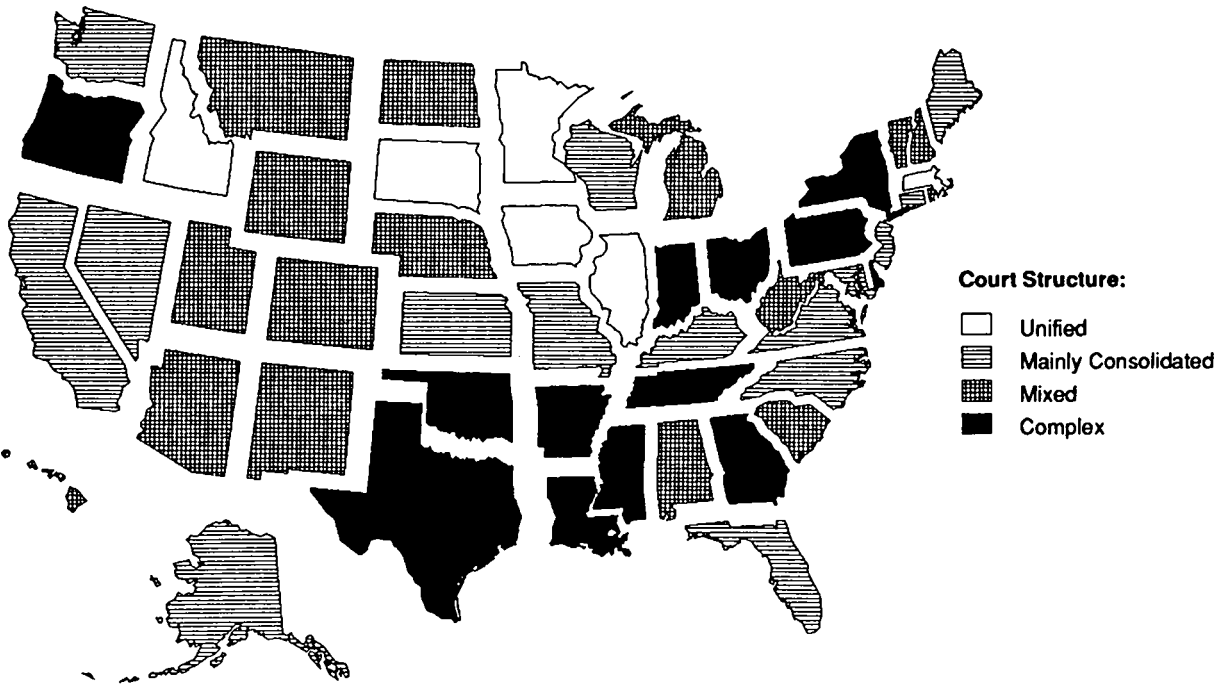 Court Structure:
Unified
Mainly Consolidated
Mixed
Complex